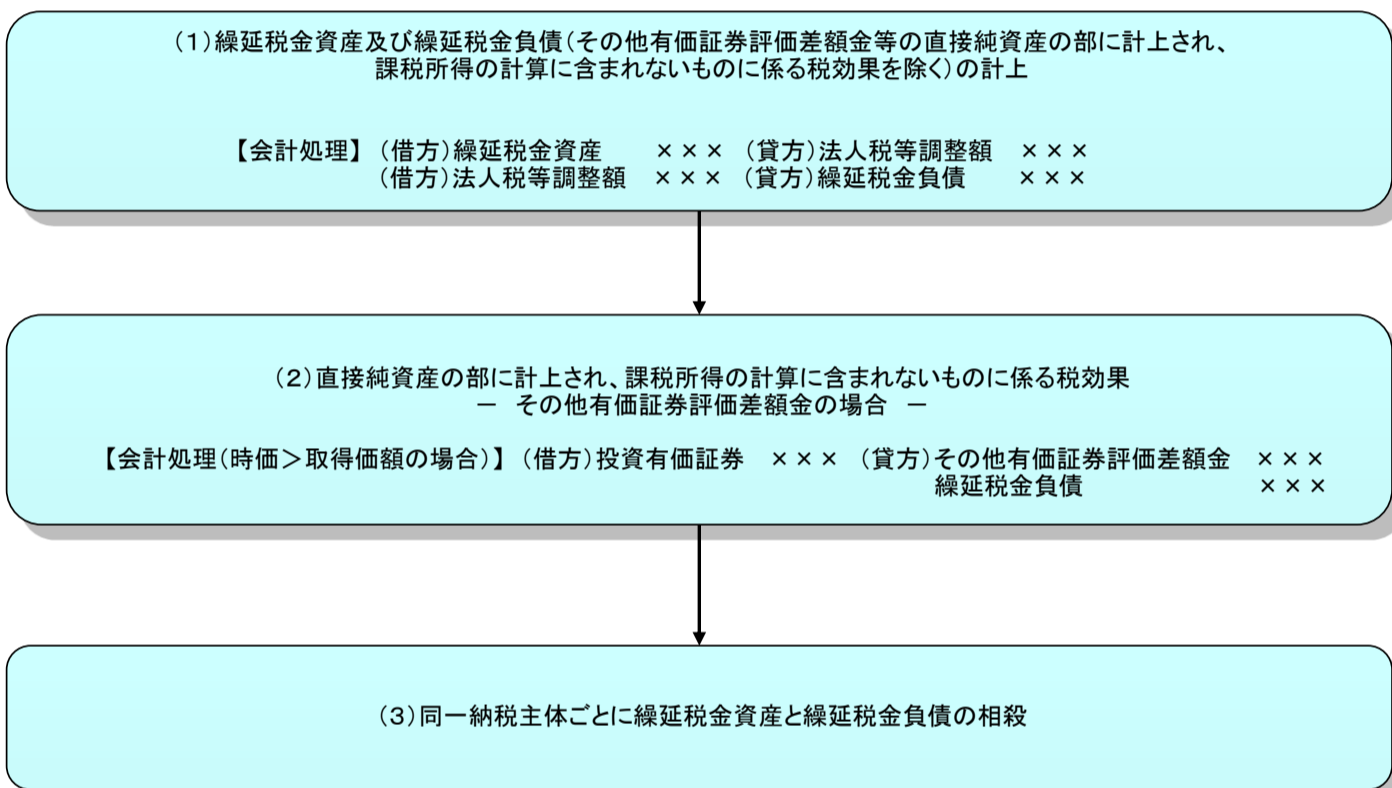 （１）繰延税金資産及び繰延税金負債（その他有価証券評価差額金等の直接純資産の部に計上され、
課税所得の計算に含まれないものに係る税効果を除く）の計上
【会計処理】（借方）繰延税金資産　×××（貸方）法人税等調整額　×××
（借方）法人税等調整額　×××（貸方）繰延税金負債　×××
（２）直接純資産の部に計上され、課税所得の計算に含まれないものに係る税効果
－　その他有価証券評価差額金の場合　－
【会計処理（時価＞取得価額の場合）】（借方）投資有価証券　×××（貸方）その他有価証券評価差額金　×××
繰延税金負債　×××
（３）同一納税主体ごとに繰延税金資産と繰延税金負債の相殺